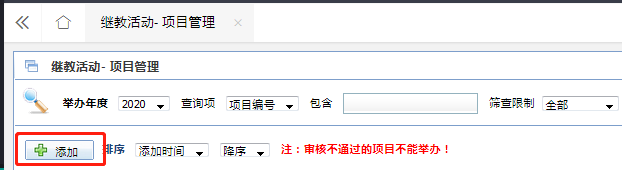 继教活动- 项目管理 ×
继教活动- 项目管理
举办年度 2020 查询项 项目编号 包含 筛查限制 全部
添加 排序 添加时间 降序 注：审核不通过的项目不能举办！